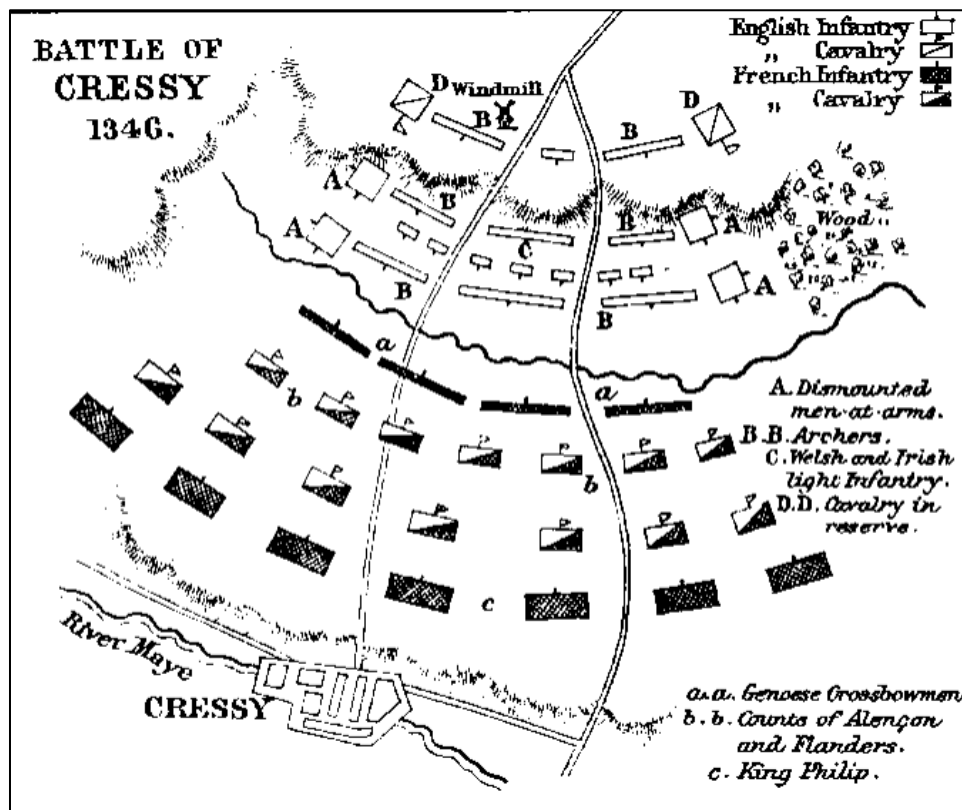 BATTLE OF
CRESSY
1346.
English Infantry
„ Cavalry
French Infantry
„ Cavalry
D
Windmill
B
D
B
A
B
A
B
C
B
A
Wood
A
B
a
a
b
b
c
A. Dismounted
men-at-arms.
B.B. Archers.
C. Welsh and Irish
light Infantry.
D.D. Cavalry in
reserve.
River Maye
CRESSY
a.a. Genoese Crossbowmen
b.b. Counts of Alençon
and Flanders.
c. King Philip.